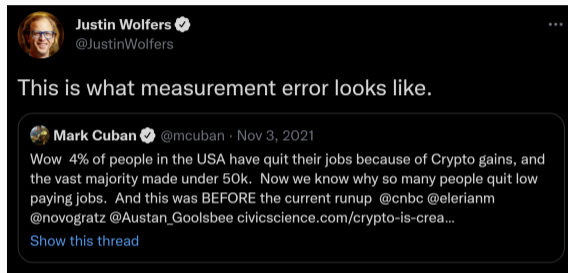 Justin Wolfers
@JustinWolfers
This is what measurement error looks like.
Mark Cuban @mcuban · Nov 3, 2021
Wow  4% of people in the USA have quit their jobs because of Crypto gains, and
the vast majority made under 50k.  Now we know why so many people quit low
paying jobs.  And this was BEFORE the current runup  @cnbc @elerianm
@novogratz @Austan_Goolsbee civicscience.com/crypto-is-crea...
Show this thread